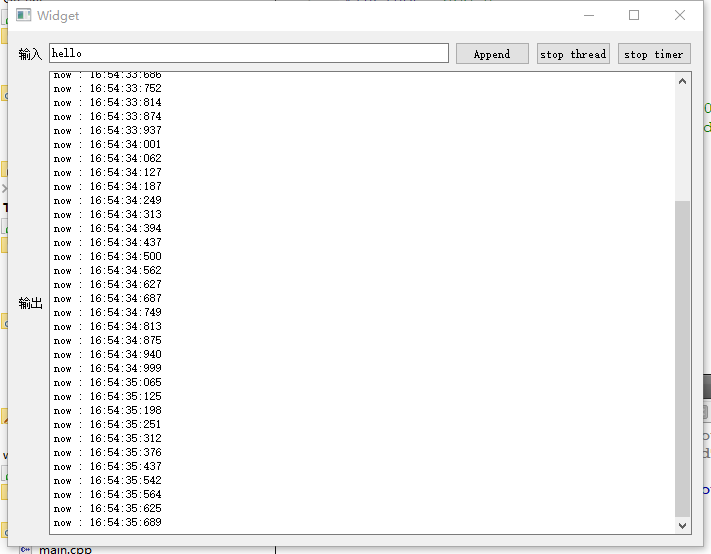 Widget
输入
hello
Append
stop thread
stop timer
输出
now : 16:54:33:686
now : 16:54:33:752
now : 16:54:33:814
now : 16:54:33:874
now : 16:54:33:937
now : 16:54:34:001
now : 16:54:34:062
now : 16:54:34:127
now : 16:54:34:187
now : 16:54:34:249
now : 16:54:34:313
now : 16:54:34:394
now : 16:54:34:437
now : 16:54:34:500
now : 16:54:34:562
now : 16:54:34:627
now : 16:54:34:687
now : 16:54:34:749
now : 16:54:34:813
now : 16:54:34:875
now : 16:54:34:940
now : 16:54:34:999
now : 16:54:35:065
now : 16:54:35:125
now : 16:54:35:198
now : 16:54:35:251
now : 16:54:35:312
now : 16:54:35:376
now : 16:54:35:437
now : 16:54:35:542
now : 16:54:35:564
now : 16:54:35:625
now : 16:54:35:689
main.cpp